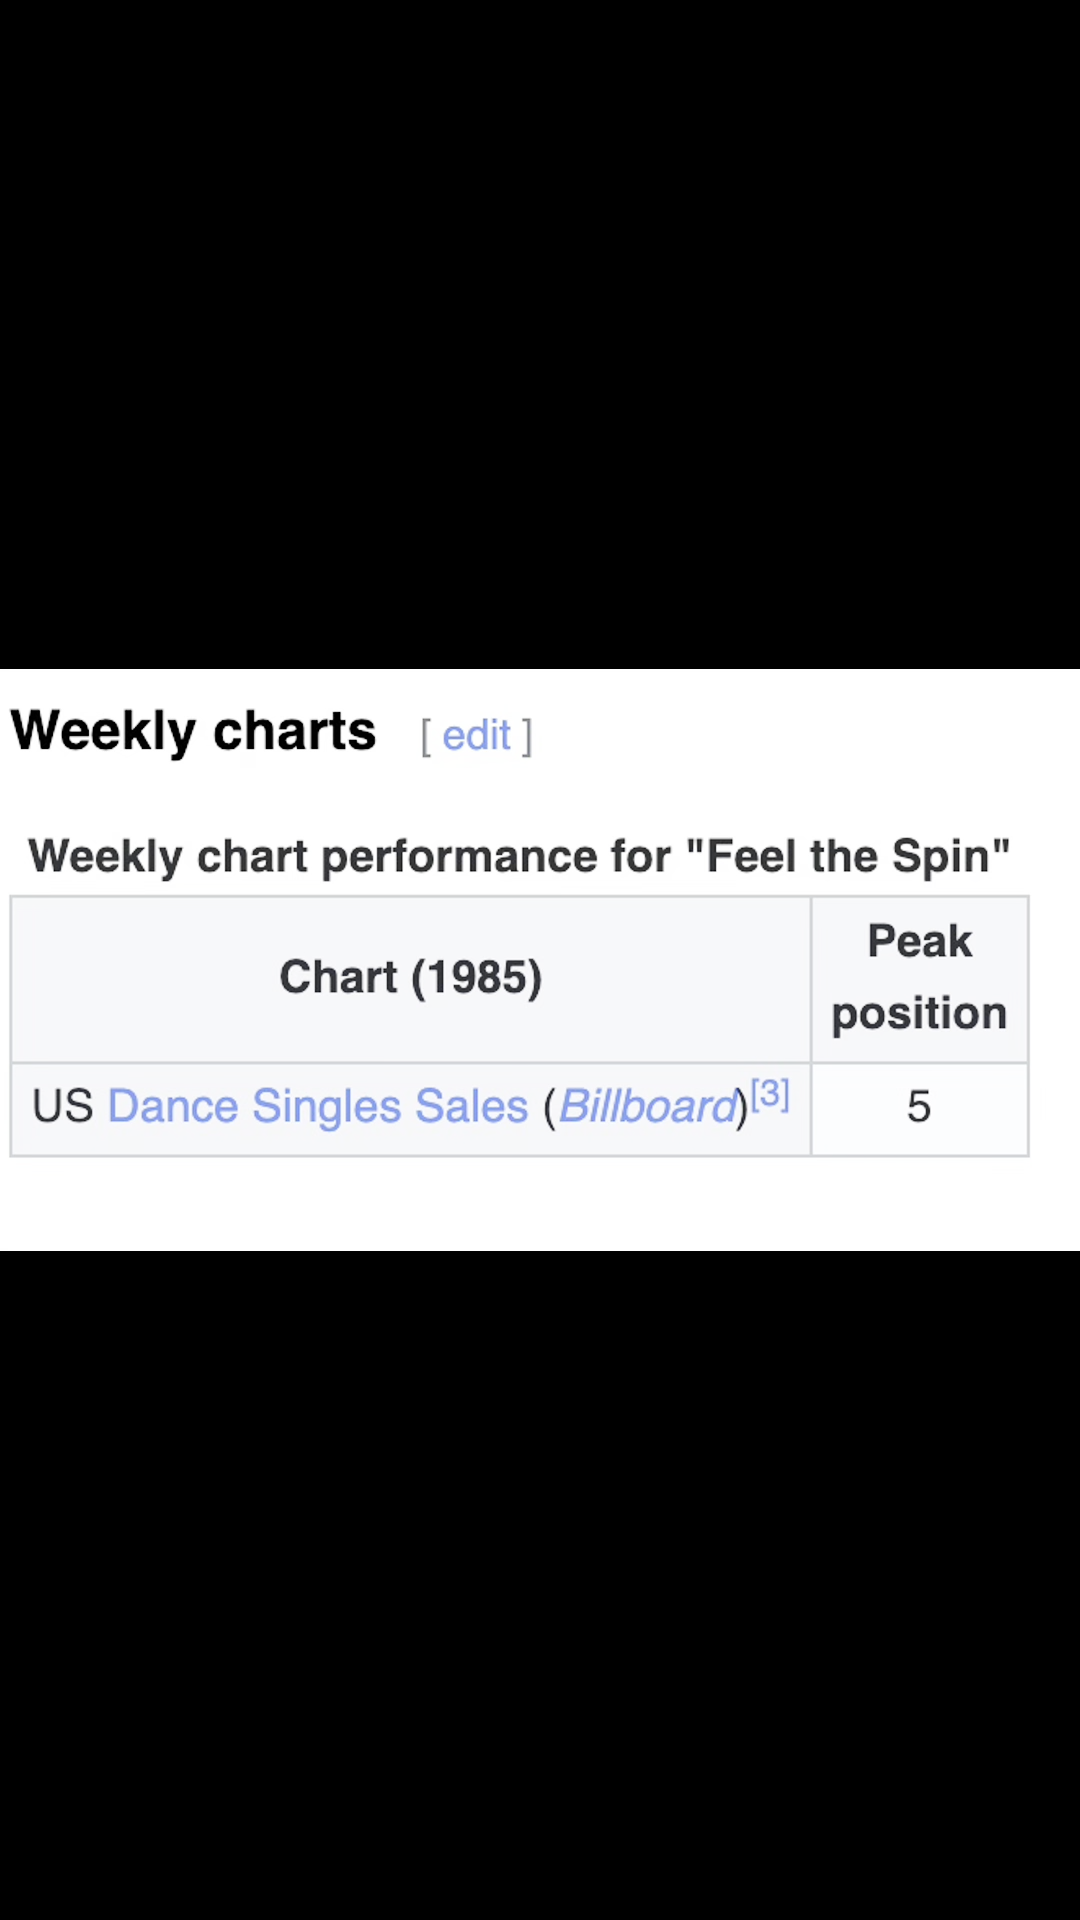 Weekly charts [ edit ]
Weekly chart performance for "Feel the Spin"
Chart (1985)
Peak
position
US Dance Singles Sales (Billboard)[3]
5